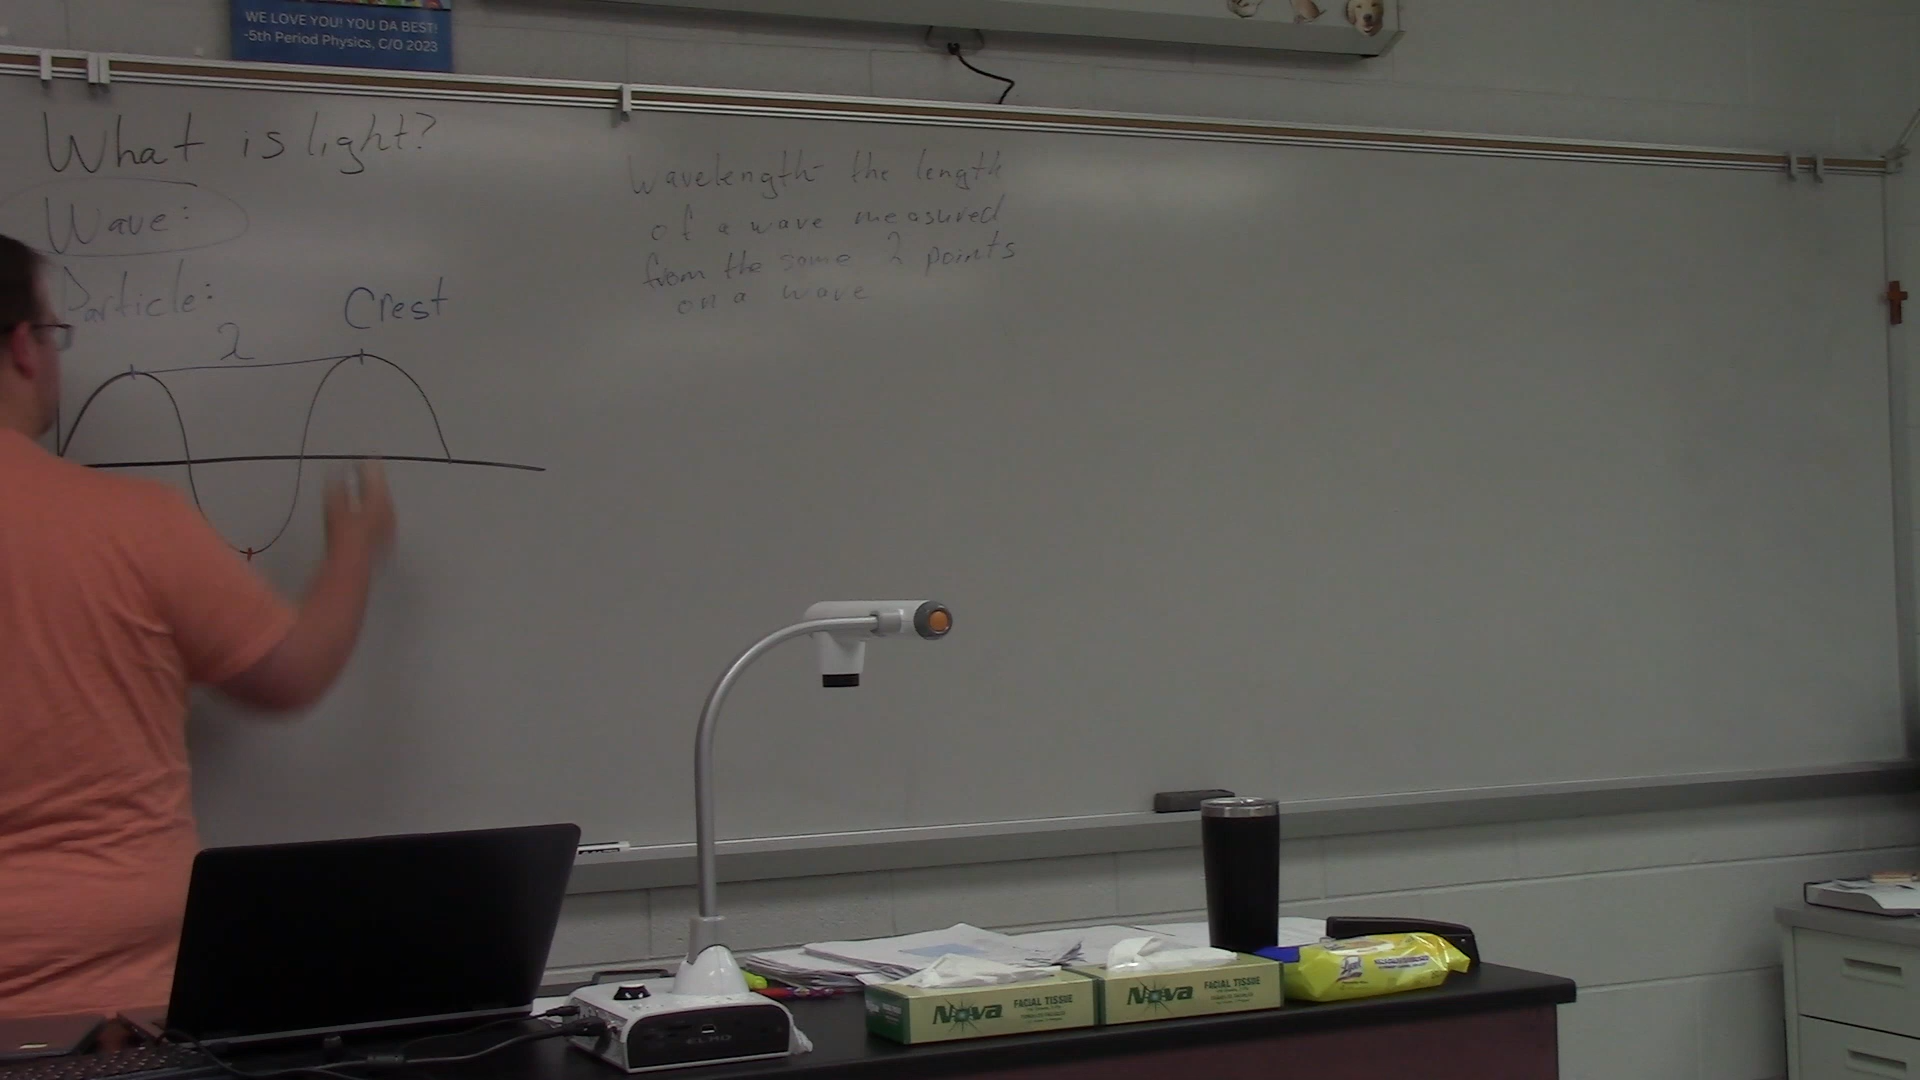 WE LOVE YOU! YOU DA BEST!
-5th Period Physics, C/O 2023
What is light?
Wave:
Particle:
Crest
λ
Wavelength- the length
of a wave measured
from the same 2 points
on a wave
ELMO
Nova
FACIAL TISSUE
Nova
FACIAL TISSUE
Lysol